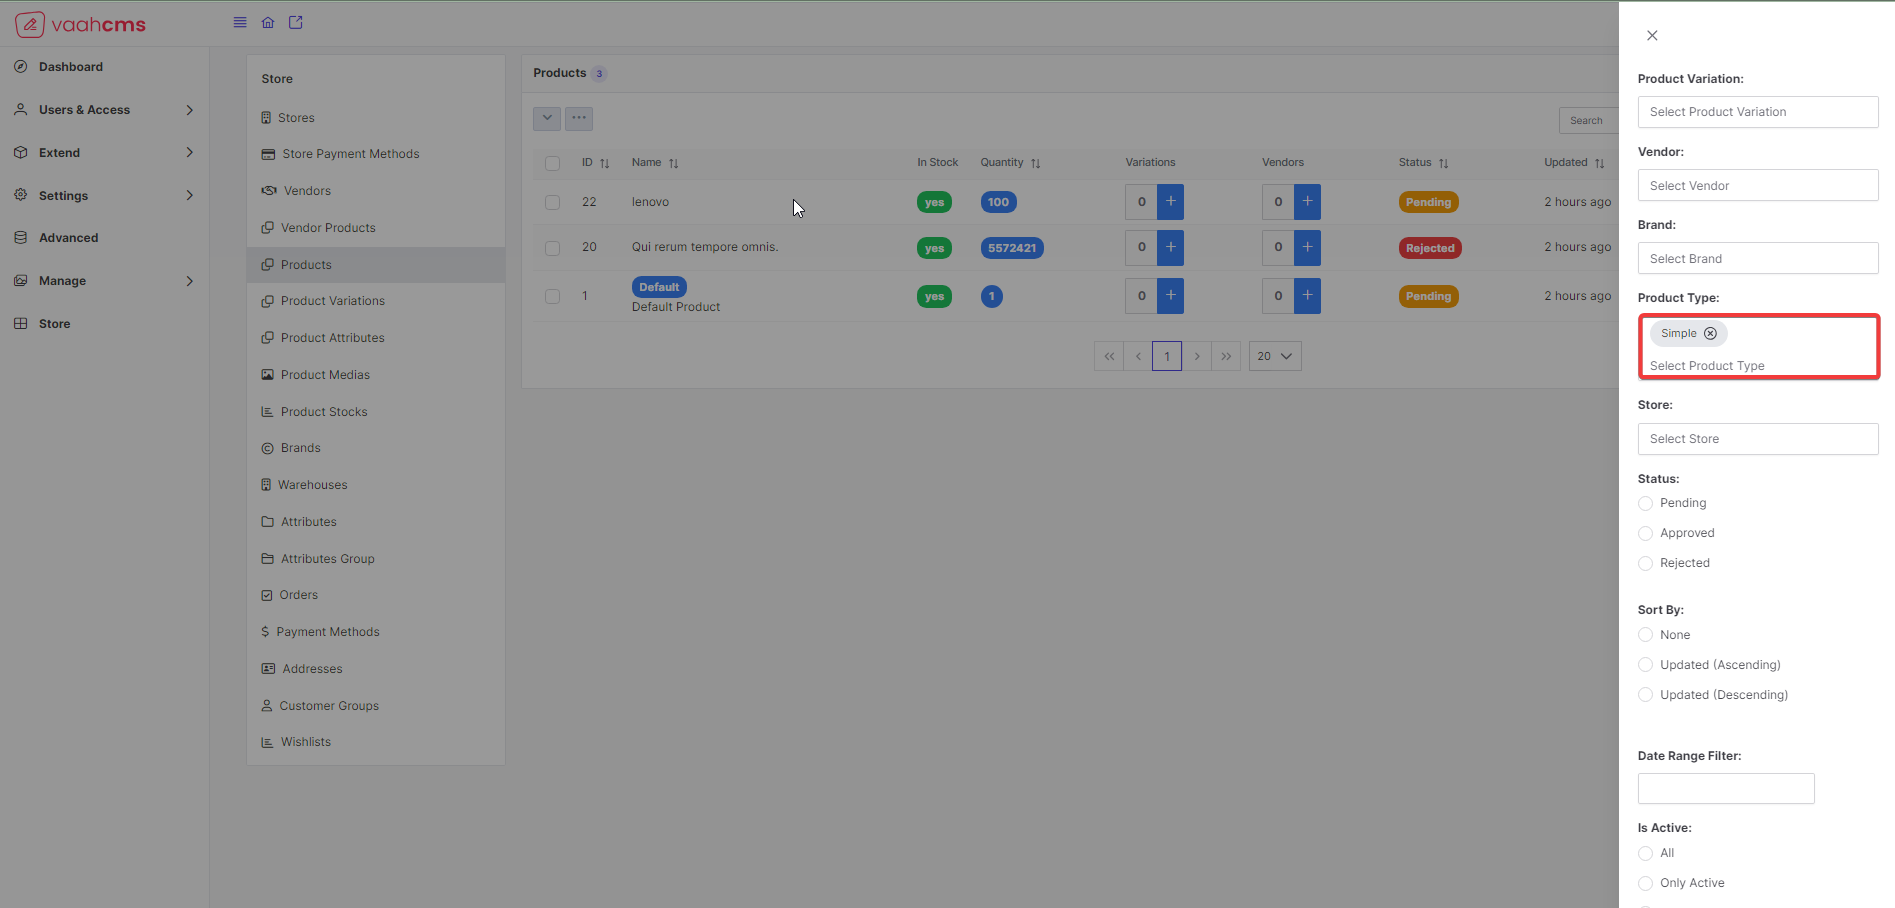 vaahcms
Dashboard
Users & Access
Extend
Settings
Advanced
Manage
Store
Store
Stores
Store Payment Methods
Vendors
Vendor Products
Products
Product Variations
Product Attributes
Product Medias
Product Stocks
Brands
Warehouses
Attributes
Attributes Group
Orders
Payment Methods
Addresses
Customer Groups
Wishlists
Products 3
Search
ID Name In Stock Quantity Variations Vendors Status Updated
22 lenovo yes 100 0 + 0 + Pending 2 hours ago
20 Qui rerum tempore omnis. yes 5572421 0 + 0 + Rejected 2 hours ago
1 Default yes 1 0 + 0 + Pending 2 hours ago
Default Product
1 20
Product Variation:
Select Product Variation
Vendor:
Select Vendor
Brand:
Select Brand
Product Type:
Simple
Select Product Type
Store:
Select Store
Status:
Pending
Approved
Rejected
Sort By:
None
Updated (Ascending)
Updated (Descending)
Date Range Filter:
Is Active:
All
Only Active